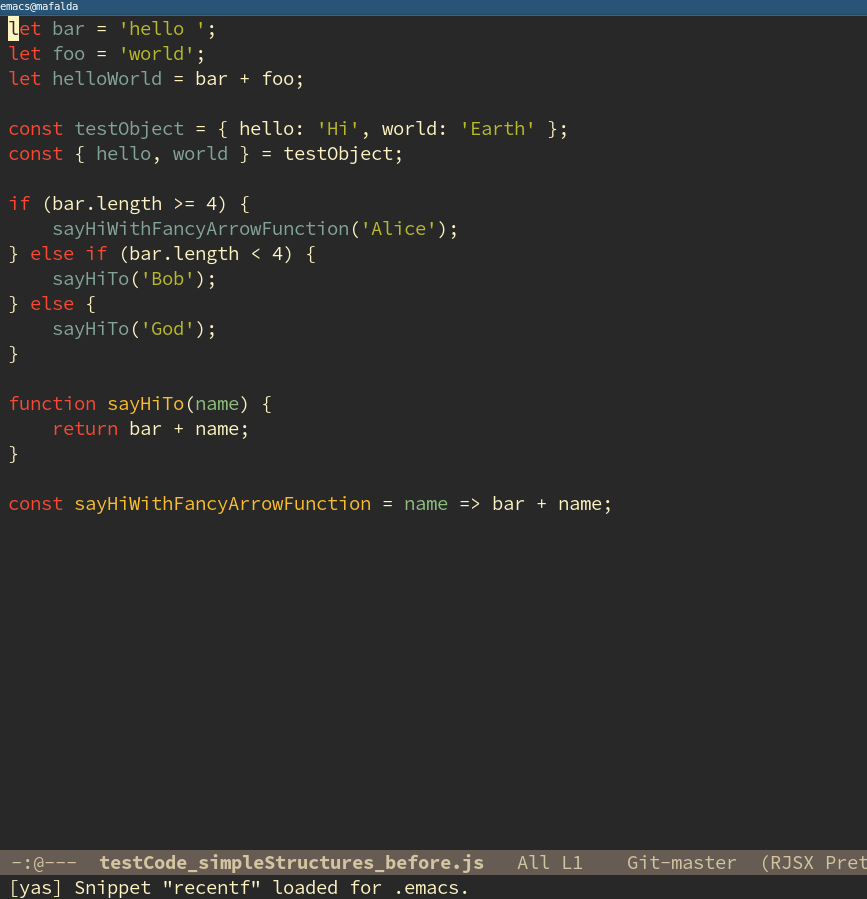 emacs@mafalda
let bar = 'hello ';
let foo = 'world';
let helloWorld = bar + foo;

const testObject = { hello: 'Hi', world: 'Earth' };
const { hello, world } = testObject;

if (bar.length >= 4) {
    sayHiWithFancyArrowFunction('Alice');
} else if (bar.length < 4) {
    sayHiTo('Bob');
} else {
    sayHiTo('God');
}

function sayHiTo(name) {
    return bar + name;
}

const sayHiWithFancyArrowFunction = name => bar + name;
-:@---  testCode_simpleStructures_before.js   All L1    Git-master  (RJSX Pret
[yas] Snippet "recentf" loaded for .emacs.